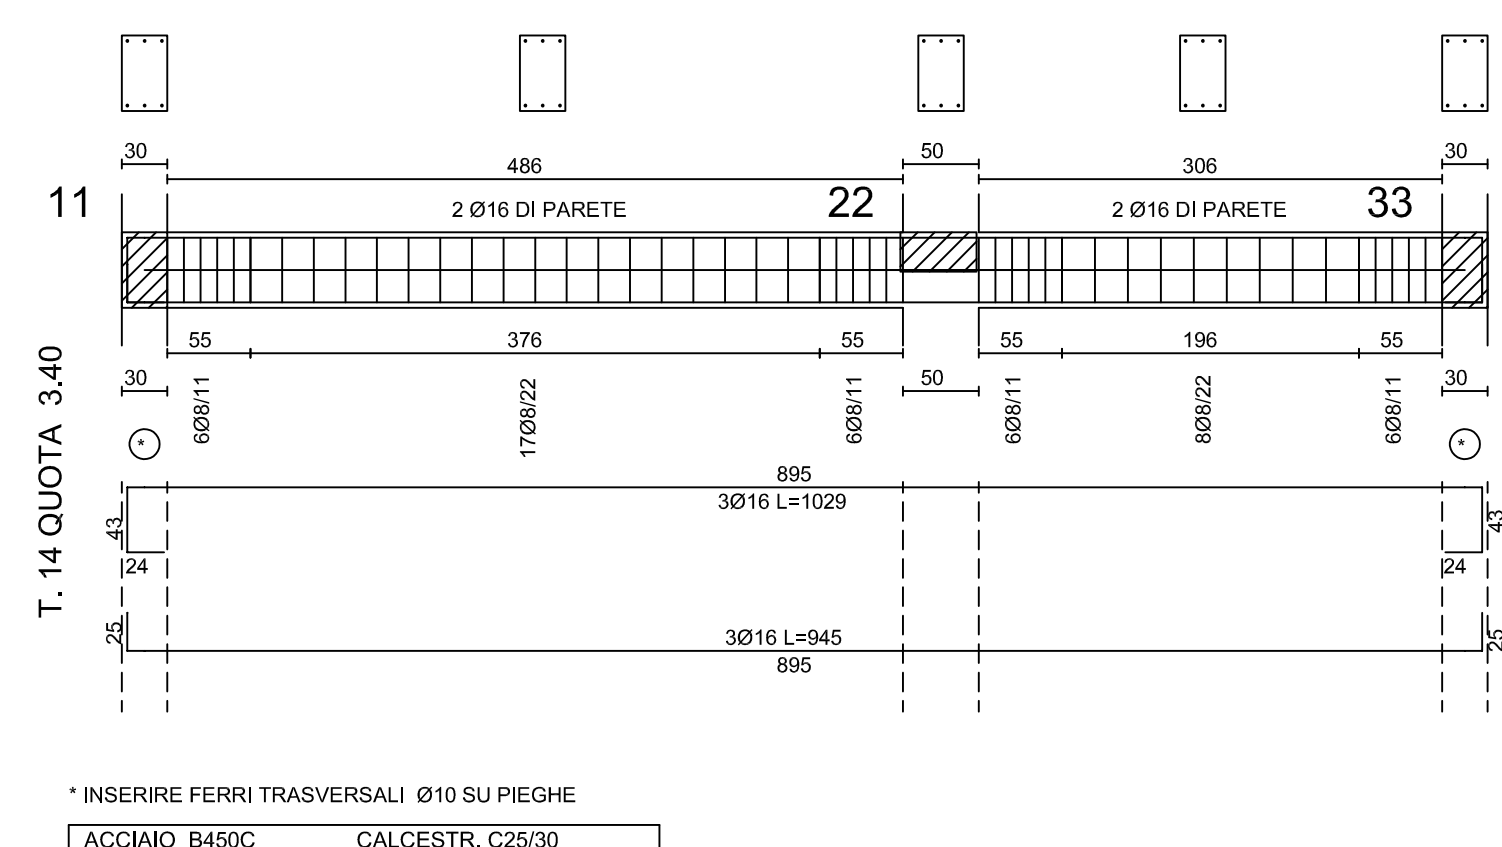 30
486
50
306
30
11
2 Ø16 DI PARETE
22
2 Ø16 DI PARETE
33
55
376
55
55
196
55
30
50
30
6Ø8/11
17Ø8/22
6Ø8/11
6Ø8/11
8Ø8/22
6Ø8/11
*
*
T. 14 QUOTA 3.40
895
3Ø16 L=1029
43
43
24
24
25
3Ø16 L=945
25
895
* INSERIRE FERRI TRASVERSALI Ø10 SU PIEGHE
ACCIAIO B450C CALCESTR. C25/30